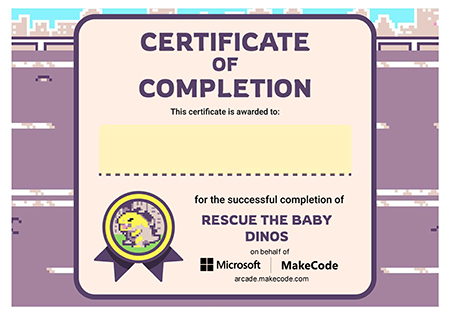 CERTIFICATE
OF
COMPLETION
This certificate is awarded to:
for the successful completion of
RESCUE THE BABY
DINOS
on behalf of
Microsoft | MakeCode
arcade.makecode.com